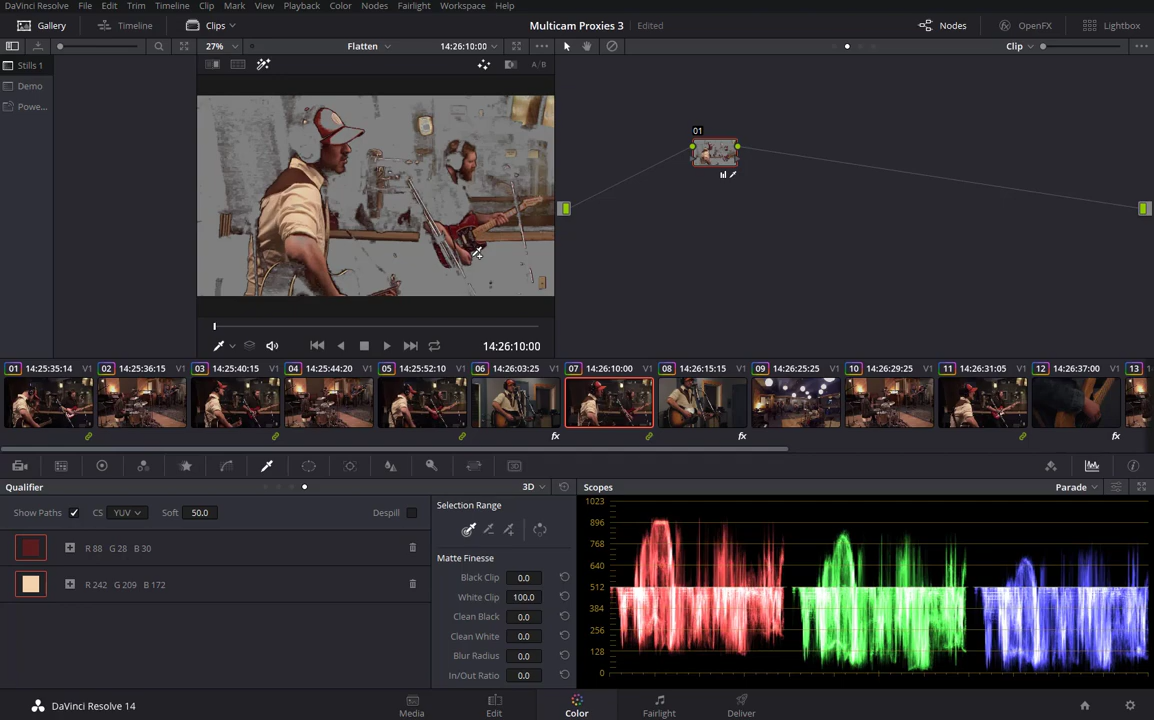 DaVinci Resolve File Edit Trim Timeline Clip Mark View Playback Color Nodes Fairlight Workspace Help
Gallery Timeline Clips Multicam Proxies 3 Edited Nodes OpenFX Lightbox
27% Flatten 14:26:10:00 Clip
Stills 1 A/B
Demo
Powe...
01
14:26:10:00
01 14:25:35:14 V1 02 14:25:36:15 V1 03 14:25:40:15 V1 04 14:25:44:20 V1 05 14:25:52:10 V1 06 14:26:03:25 V1 07 14:26:10:00 V1 08 14:26:15:15 V1 09 14:26:25:25 V1 10 14:26:29:25 V1 11 14:26:31:05 V1 12 14:26:37:00 V1 13
fx fx fx
3D
Qualifier 3D Scopes Parade
Show Paths CS YUV Soft 50.0 Despill
R 88 G 28 B 30
R 242 G 209 B 172
Selection Range
Matte Finesse
Black Clip 0.0
White Clip 100.0
Clean Black 0.0
Clean White 0.0
Blur Radius 0.0
In/Out Ratio 0.0
1023
896
768
640
512
384
256
128
0
DaVinci Resolve 14 Media Edit Color Fairlight Deliver